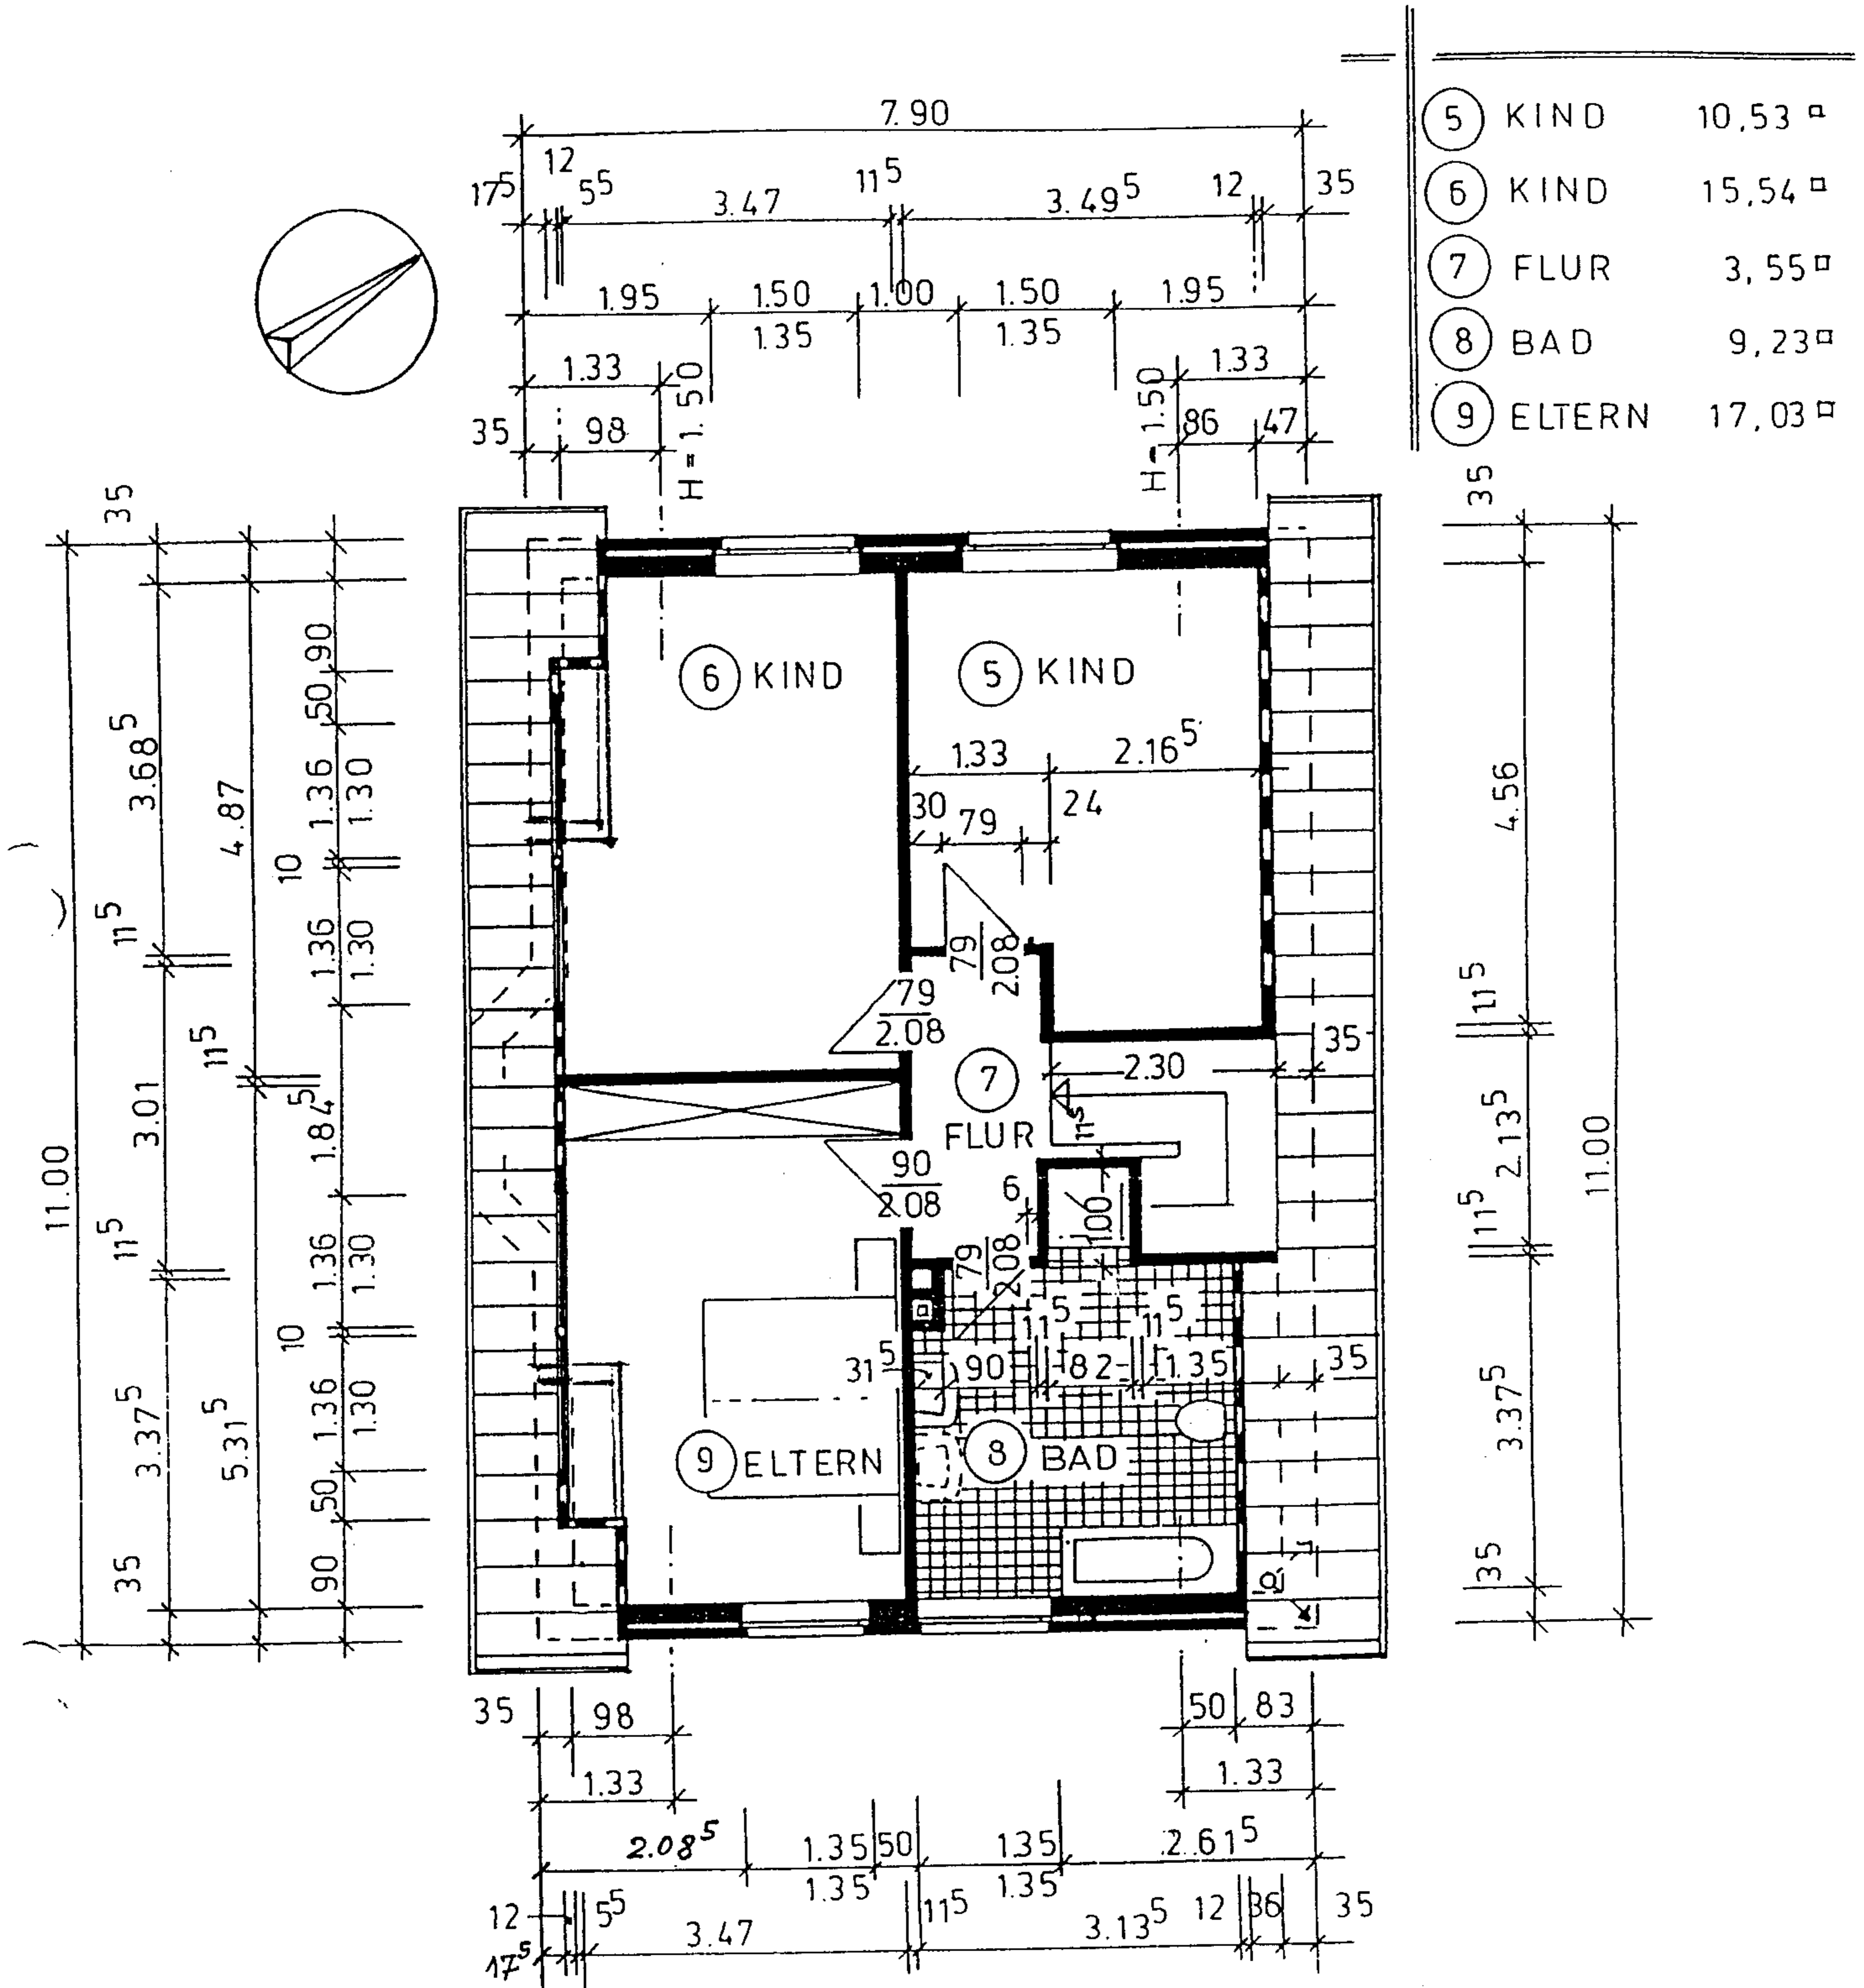 7.90
17⁵ 12 5⁵ 3.47 11⁵ 3.49⁵ 12 35
1.95 1.50 1.00 1.50 1.95
1.35 1.35
1.33 1.33
35 98 86 47
H = 1.50
H - 1.50
5 KIND 10,53 ¤
6 KIND 15,54 ¤
7 FLUR 3,55 ¤
8 BAD 9,23 ¤
9 ELTERN 17,03 ¤
11.00
35
3.68⁵
11⁵
3.01
11⁵
3.37⁵
35
4.87
11⁵
5.31⁵
90
50
1.36
1.30
10
1.36
1.30
1.84⁵
1.36
1.30
10
1.36
1.30
50
90
6 KIND
5 KIND
1.33 2.16⁵
30 79 24
79
2.08
79
2.08
7
FLUR
2.30
35
11⁵
90
2.08
6
1.06
79
2.08
11⁵ 11⁵
31⁵ 90 82 1.35 35
9 ELTERN
8 BAD
35
4.56
11⁵
2.13⁵
11⁵
3.37⁵
35
11.00
35 98 50 83
1.33 1.33
2.08⁵ 1.35 50 135 2.61⁵
1.35 1.35
17⁵ 12 5⁵ 3.47 11⁵ 3.13⁵ 12 36 35